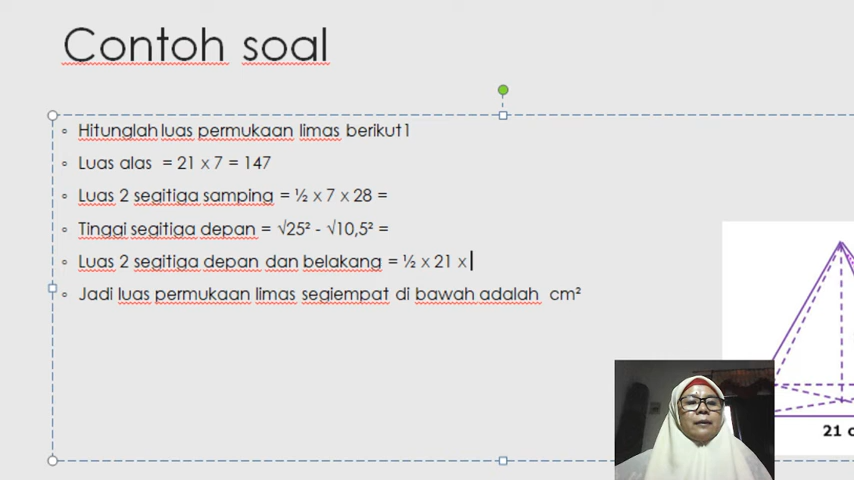 Contoh soal
Hitunglah luas permukaan limas berikut1
Luas alas = 21 x 7 = 147
Luas 2 segitiga samping = ½ x 7 x 28 =
Tinggi segitiga depan = √25² - √10,5² =
Luas 2 segitiga depan dan belakang = ½ x 21 x
Jadi luas permukaan limas segiempat di bawah adalah cm²
21 c